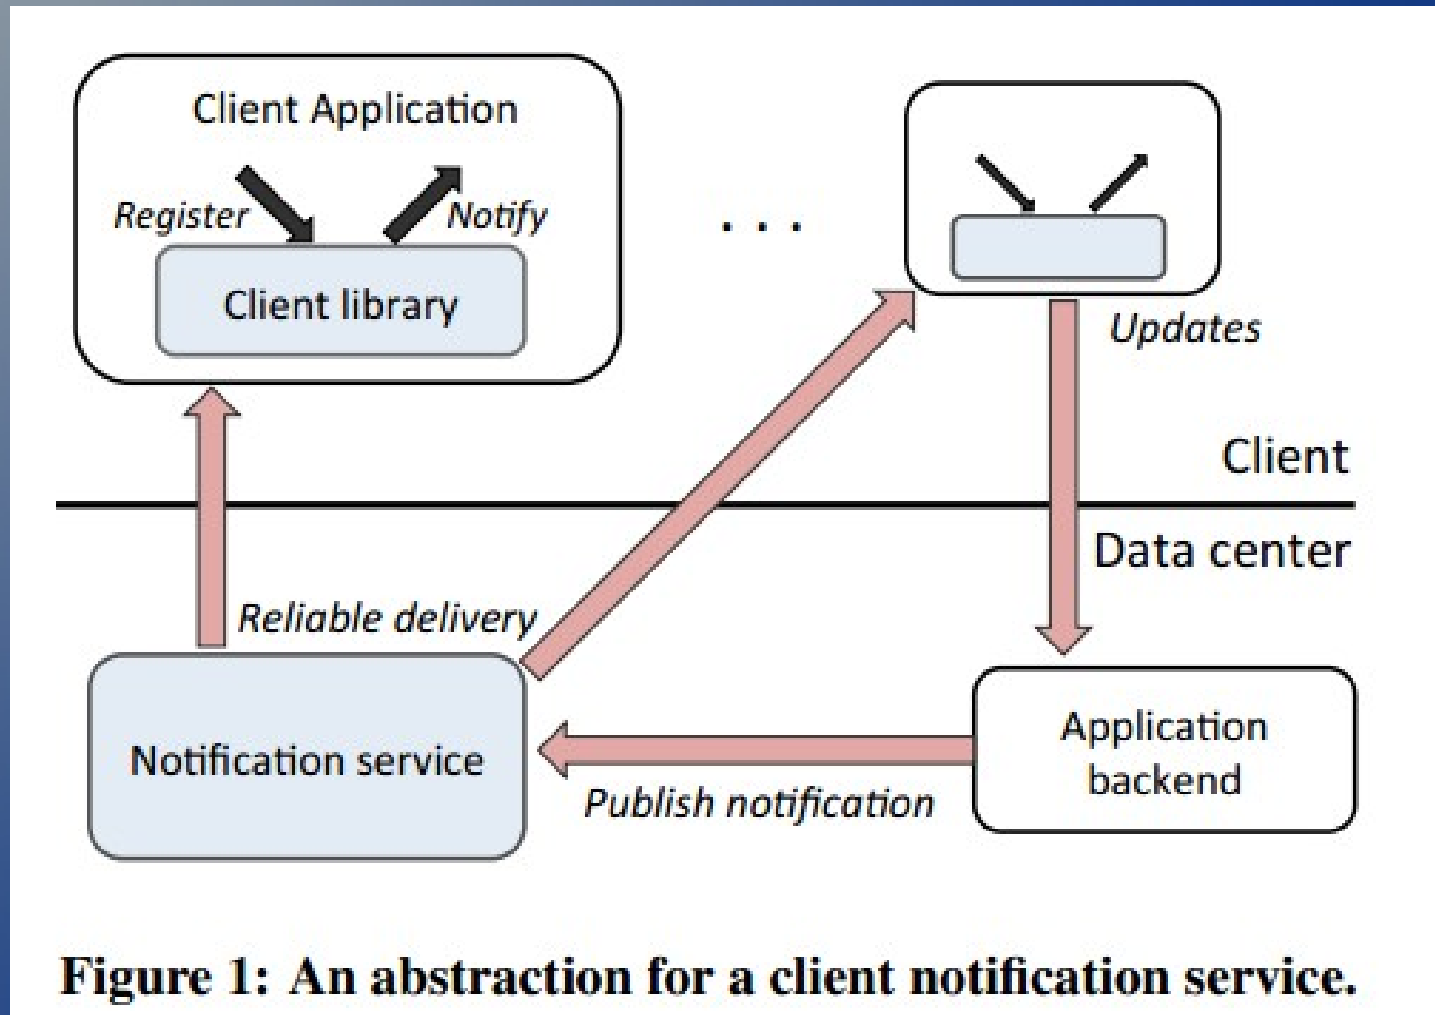 Client Application
Register
Notify
Client library
. . .
Updates
Client
Data center
Reliable delivery
Notification service
Publish notification
Application
backend
Figure 1: An abstraction for a client notification service.